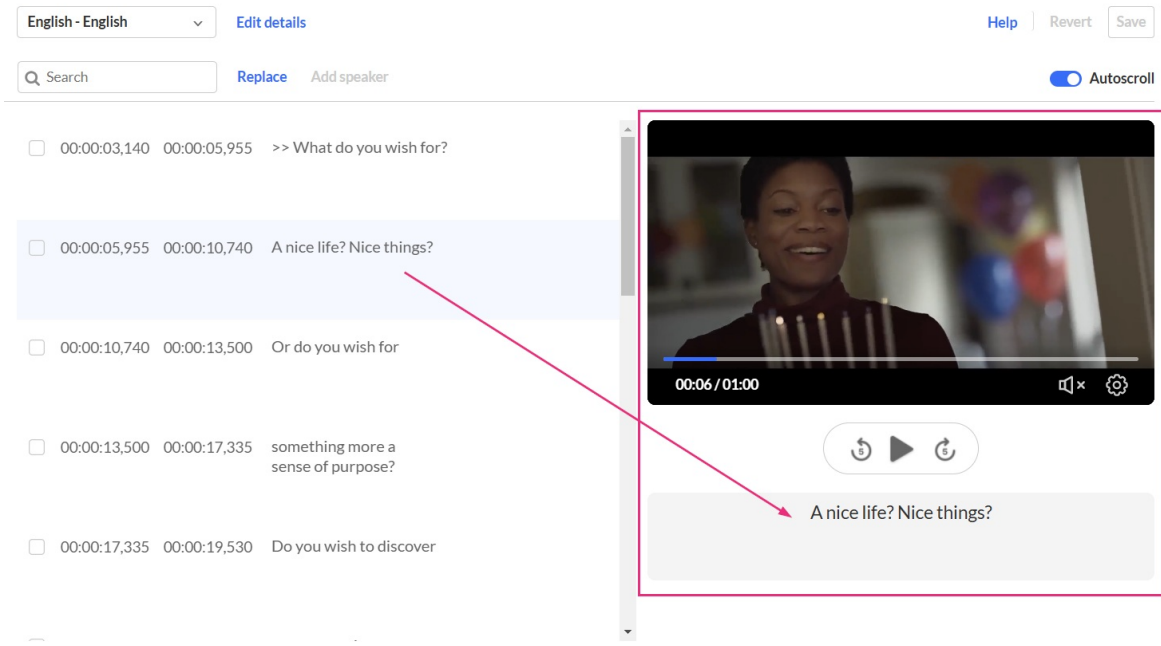 English - English
Edit details
Help
Revert
Save
Search
Replace
Add speaker
Autoscroll
00:00:03,140 00:00:05,955 >> What do you wish for?
00:00:05,955 00:00:10,740 A nice life? Nice things?
00:00:10,740 00:00:13,500 Or do you wish for
00:00:13,500 00:00:17,335 something more a
sense of purpose?
00:00:17,335 00:00:19,530 Do you wish to discover
00:06 / 01:00
5
5
A nice life? Nice things?